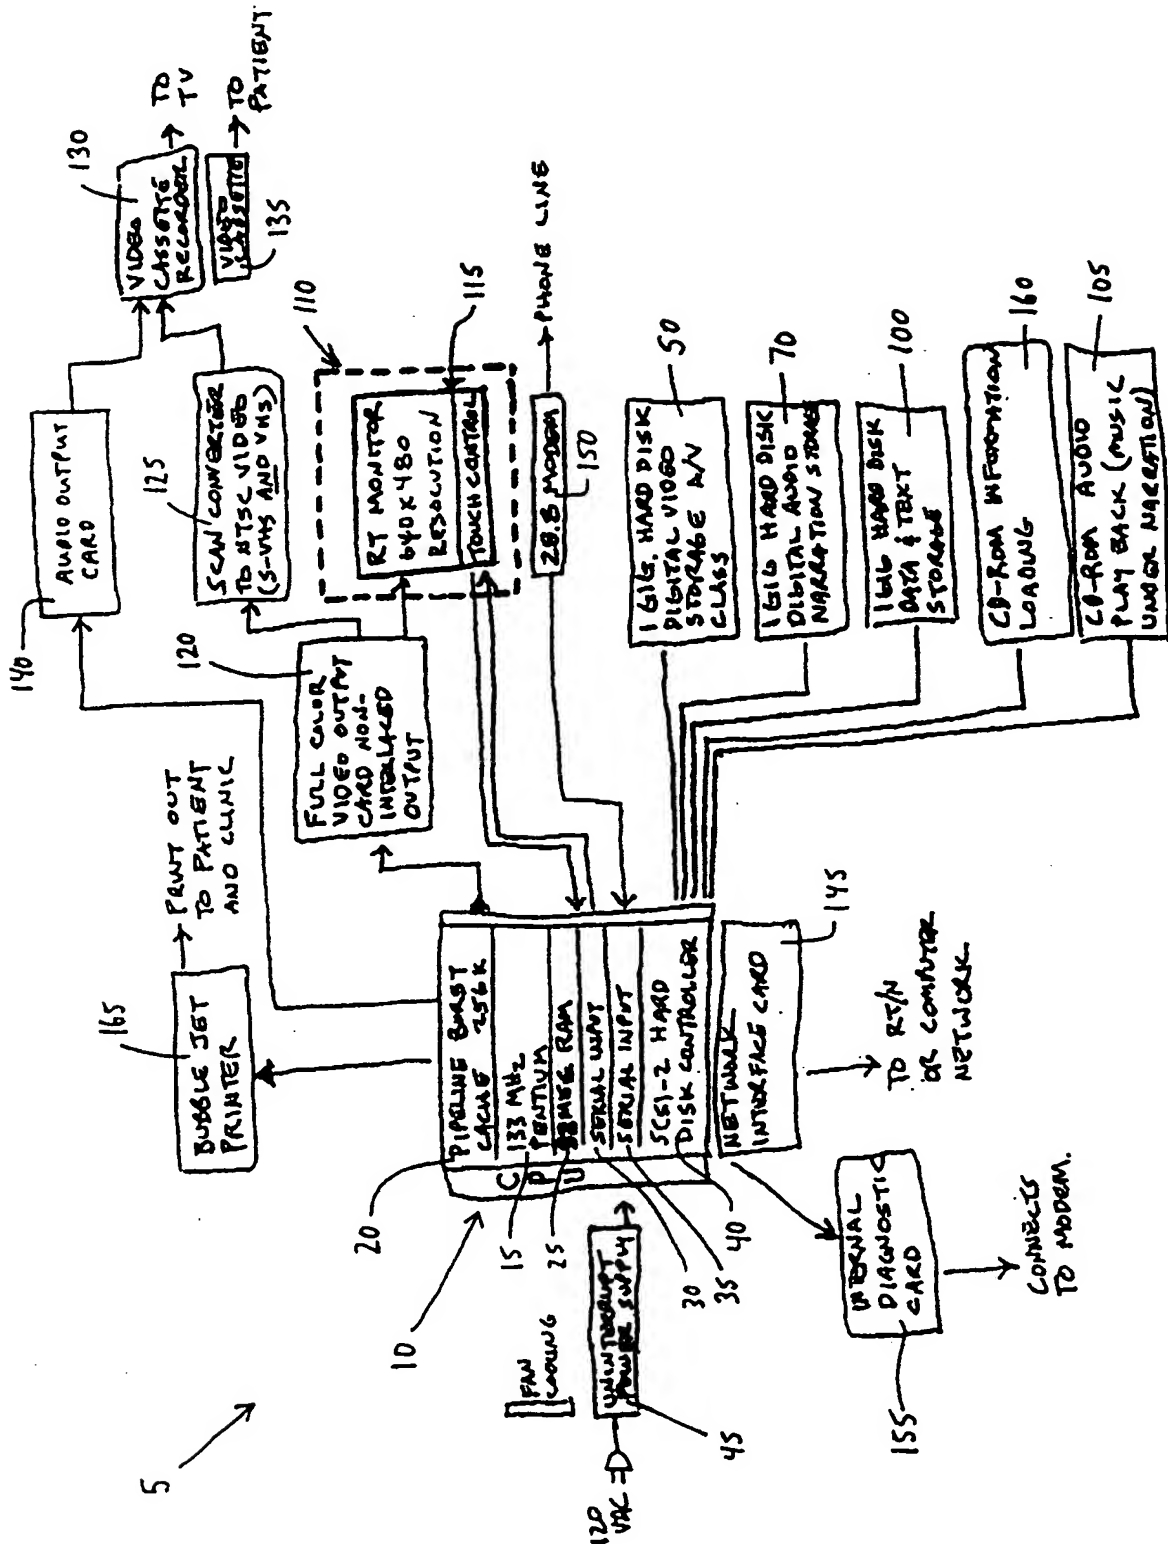 5
10
165
BUBBLE JET
PRINTER
PRINT OUT
TO PATIENT
AND CLINIC
140
AUDIO OUTPUT
CARD
130
VIDEO
CASSETTE
RECORDER
TO
TV
VIDEO
CASSETTE
135
TO
PATIENT
125
SCAN CONVERTER
TO NTSC VIDEO
(S-VHS AND VHS)
120
FULL COLOR
VIDEO OUTPUT
CARD NON-
INTERLACED
OUTPUT
110
RT MONITOR
640 X 480
RESOLUTION
TOUCH CONTROL
115
28.8 MODEM
150
PHONE LINE
20
PIPELINE BURST
CACHE 256K
CPU
133 MHz
PENTIUM
15
MEG RAM
25
SERIAL INPUT
30
SERIAL INPUT
35
SCSI-2 HARD
DISK CONTROLLER
40
NETWORK
INTERFACE CARD
145
TO RT/N
OR COMPUTER
NETWORK.
FAN
COOLING
UNINTERRUPT
POWER SUPPLY
45
120
VAC
INTERNAL
DIAGNOSTIC
CARD
155
CONNECTS
TO MODEM.
1 GIG. HARD DISK
DIGITAL VIDEO
STORAGE A/V
CLASS
50
1 GIG HARD DISK
DIGITAL AUDIO
NARRATION STORAGE
70
1 GIG HARD DISK
DATA & TEXT
STORAGE
100
CD-ROM INFORMATION
LOADING
160
CD-ROM AUDIO
PLAY BACK (MUSIC
UNDER NARRATION)
105